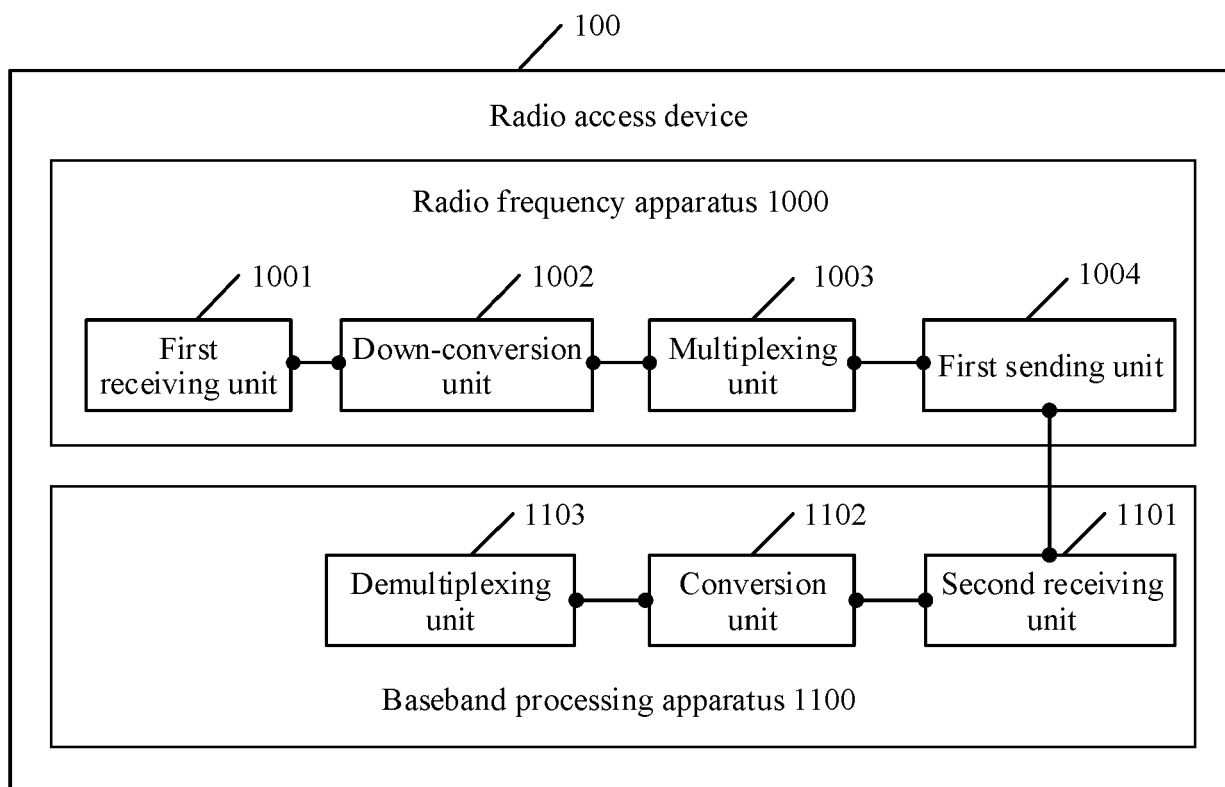 100
Radio access device
Radio frequency apparatus 1000
1001
1002
1003
1004
First
receiving unit
Down-conversion
unit
Multiplexing
unit
First sending unit
1103
1102
1101
Demultiplexing
unit
Conversion
unit
Second receiving
unit
Baseband processing apparatus 1100